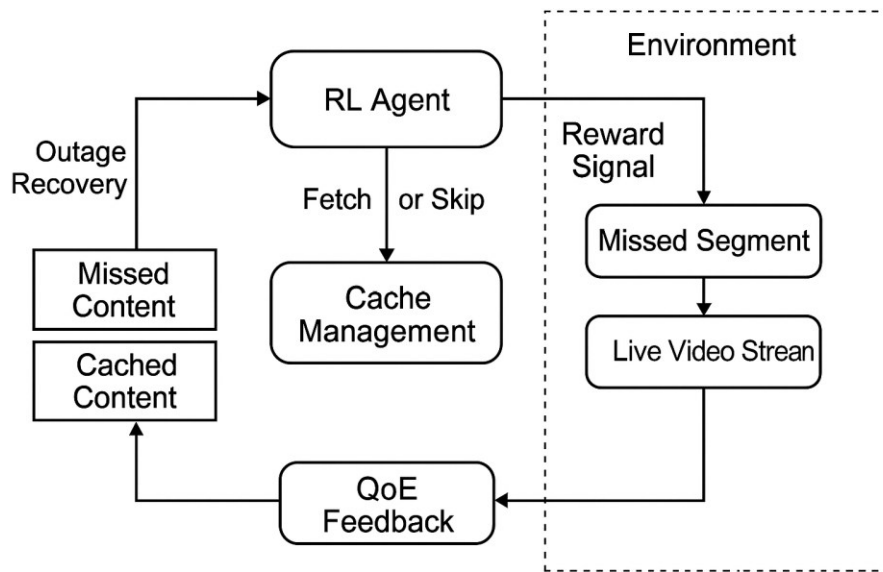 Environment
RL Agent
Outage
Recovery
Reward
Signal
Fetch or Skip
Missed Segment
Missed
Content
Cache
Management
Live Video Strean
Cached
Content
QoE
Feedback